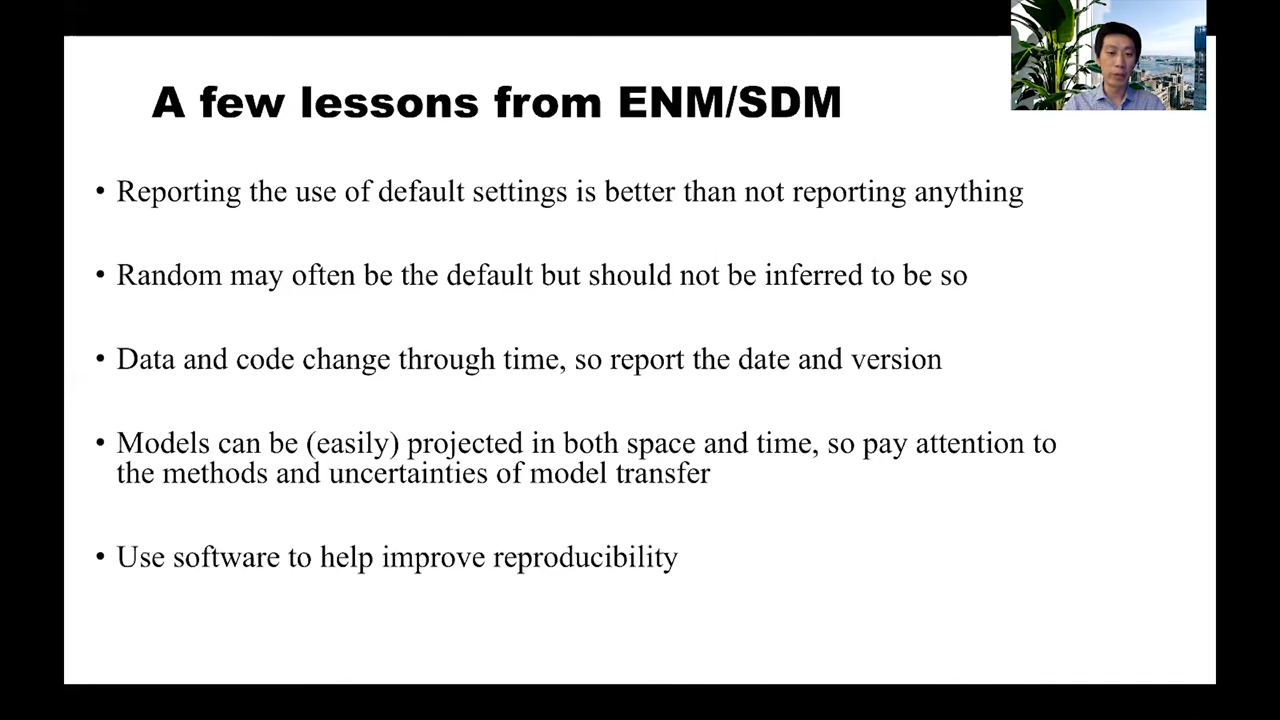 A few lessons from ENM/SDM
• Reporting the use of default settings is better than not reporting anything
• Random may often be the default but should not be inferred to be so
• Data and code change through time, so report the date and version
• Models can be (easily) projected in both space and time, so pay attention to
the methods and uncertainties of model transfer
• Use software to help improve reproducibility